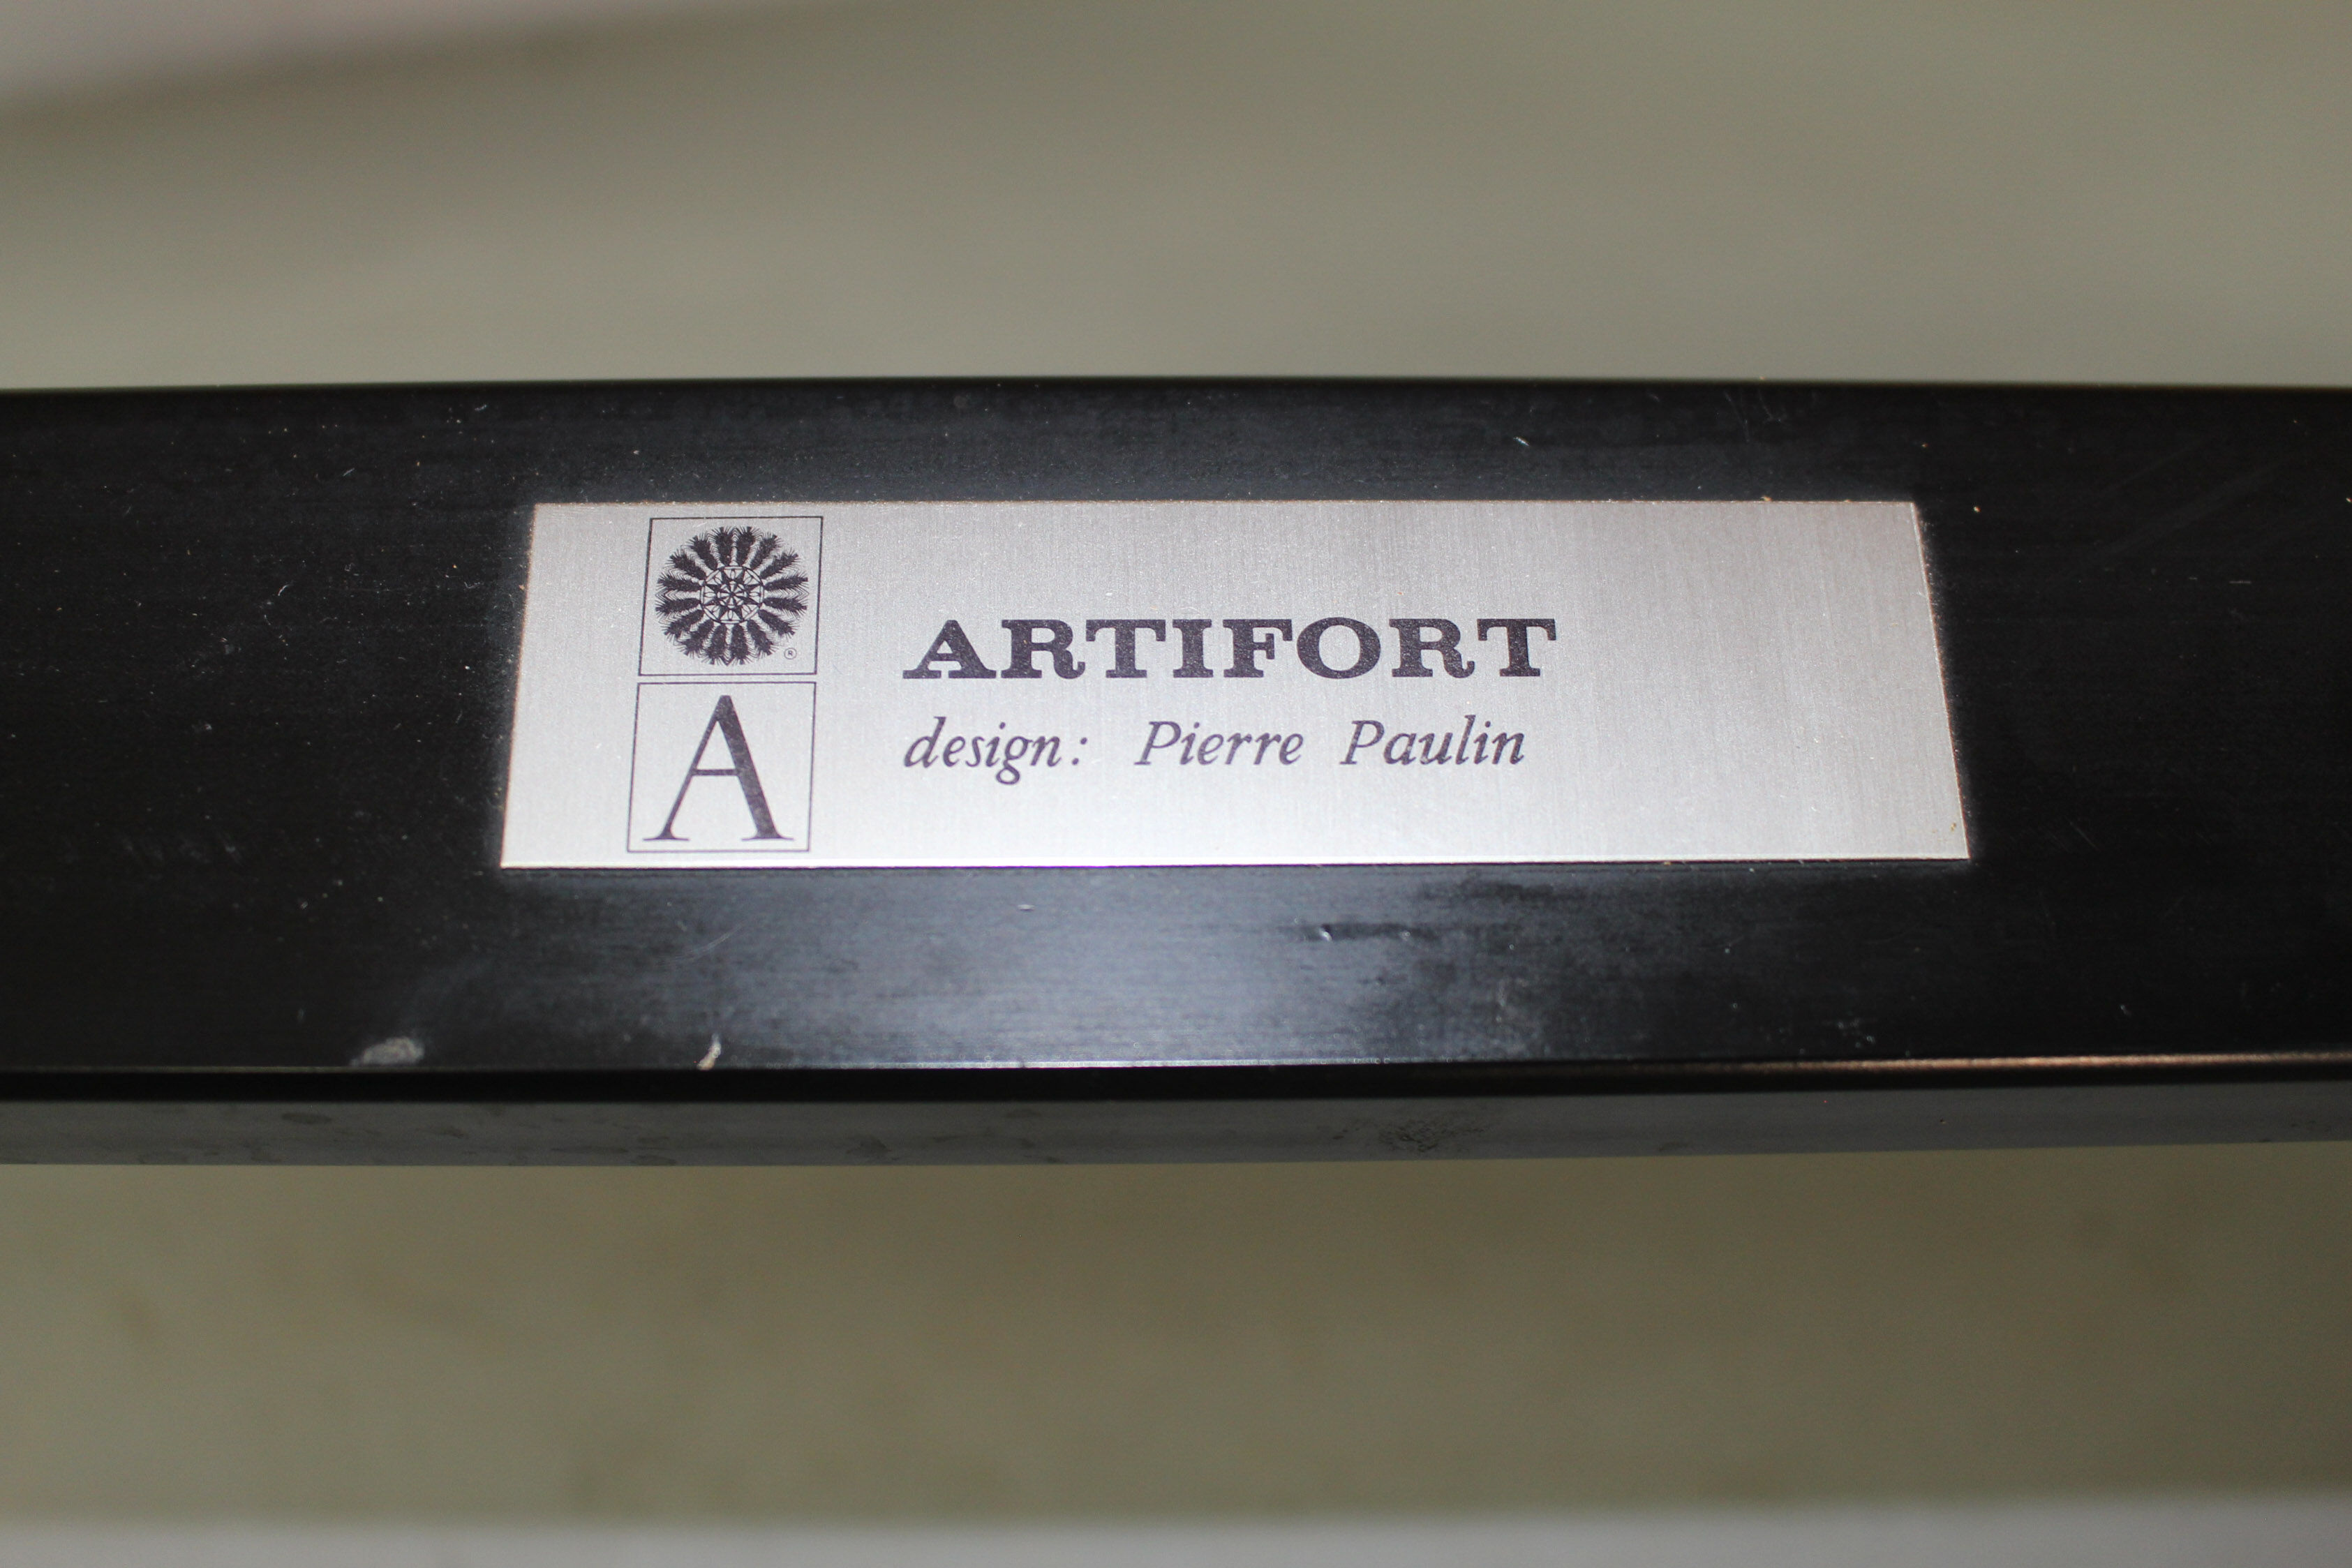 ®
A
ARTIFORT
design: Pierre Paulin